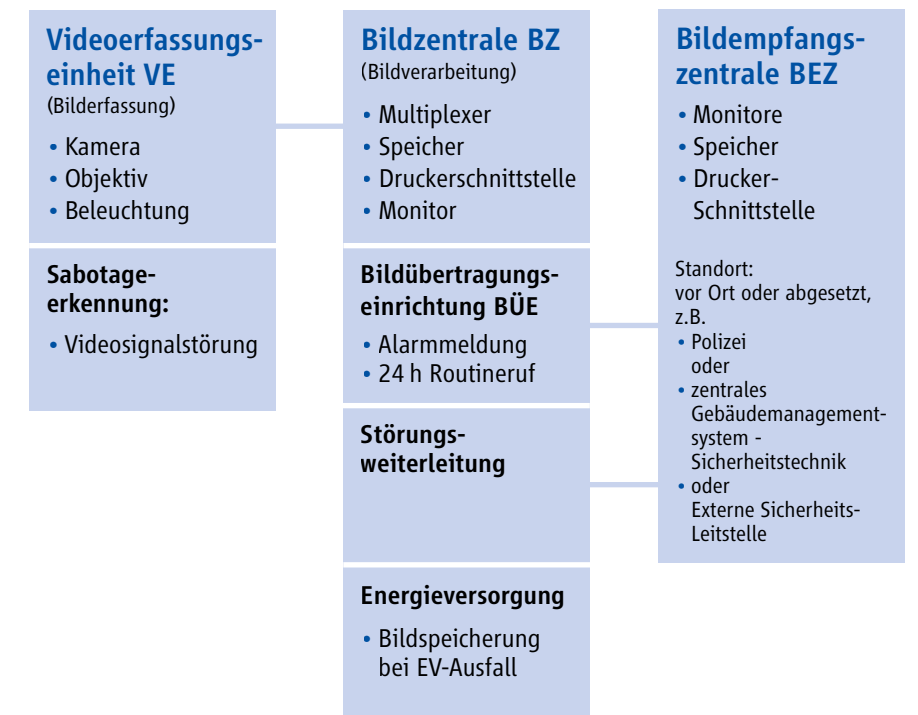 Videoerfassungs-
einheit VE
(Bilderfassung)
• Kamera
• Objektiv
• Beleuchtung
Sabotage-
erkennung:
• Videosignalstörung
Bildzentrale BZ
(Bildverarbeitung)
• Multiplexer
• Speicher
• Druckerschnittstelle
• Monitor
Bildübertragungs-
einrichtung BÜE
• Alarmmeldung
• 24 h Routineruf
Störungs-
weiterleitung
Energieversorgung
• Bildspeicherung
bei EV-Ausfall
Bildempfangs-
zentrale BEZ
• Monitore
• Speicher
• Drucker-
Schnittstelle
Standort:
vor Ort oder abgesetzt,
z.B.
• Polizei
oder
• zentrales
Gebäudemanagement-
system -
Sicherheitstechnik
• oder
Externe Sicherheits-
Leitstelle